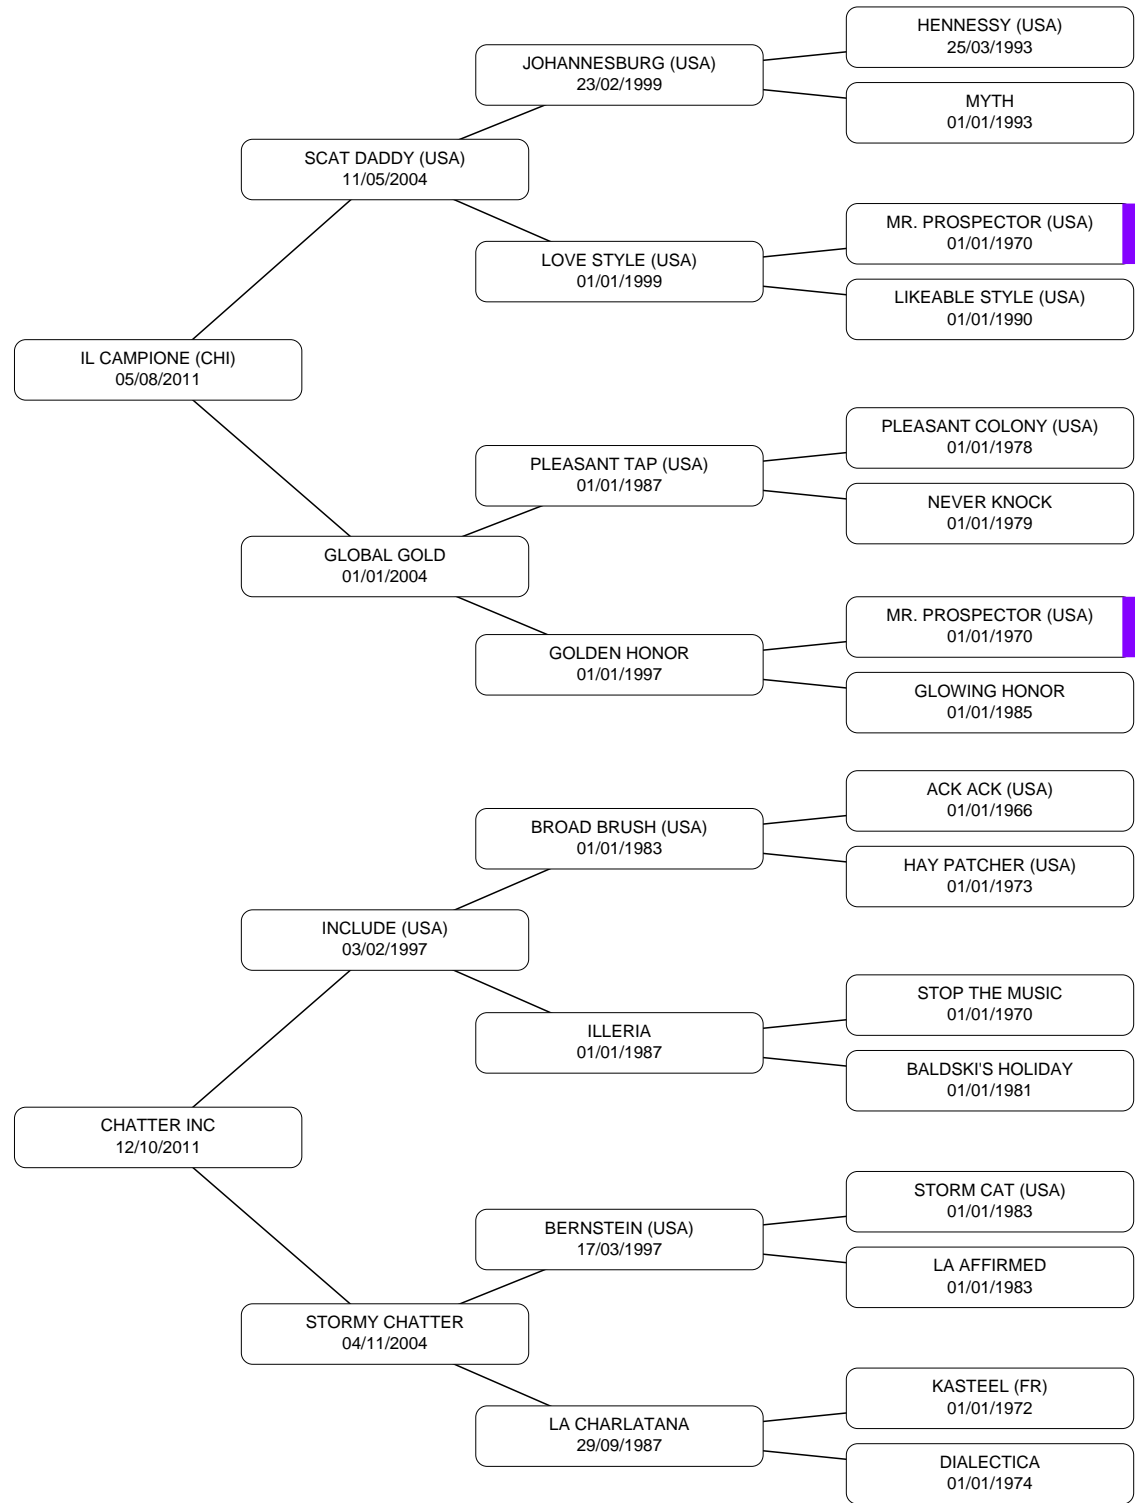 HENNESSY (USA)
25/03/1993
JOHANNESBURG (USA)
23/02/1999
MYTH
01/01/1993
SCAT DADDY (USA)
11/05/2004
MR. PROSPECTOR (USA)
01/01/1970
LOVE STYLE (USA)
01/01/1999
LIKEABLE STYLE (USA)
01/01/1990
IL CAMPIONE (CHI)
05/08/2011
PLEASANT COLONY (USA)
01/01/1978
PLEASANT TAP (USA)
01/01/1987
NEVER KNOCK
01/01/1979
GLOBAL GOLD
01/01/2004
MR. PROSPECTOR (USA)
01/01/1970
GOLDEN HONOR
01/01/1997
GLOWING HONOR
01/01/1985
ACK ACK (USA)
01/01/1966
BROAD BRUSH (USA)
01/01/1983
HAY PATCHER (USA)
01/01/1973
INCLUDE (USA)
03/02/1997
STOP THE MUSIC
01/01/1970
ILLERIA
01/01/1987
BALDSKI'S HOLIDAY
01/01/1981
CHATTER INC
12/10/2011
STORM CAT (USA)
01/01/1983
BERNSTEIN (USA)
17/03/1997
LA AFFIRMED
01/01/1983
STORMY CHATTER
04/11/2004
KASTEEL (FR)
01/01/1972
LA CHARLATANA
29/09/1987
DIALECTICA
01/01/1974